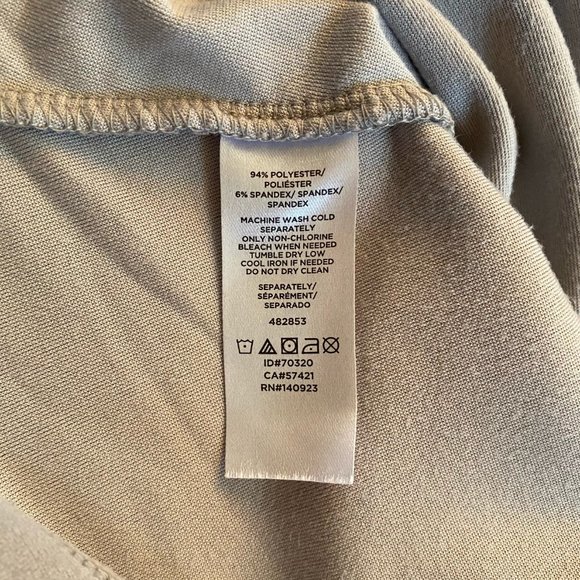 94% POLYESTER/
POLIÉSTER
6% SPANDEX/ SPANDEX/
SPANDEX
MACHINE WASH COLD
SEPARATELY
ONLY NON-CHLORINE
BLEACH WHEN NEEDED
TUMBLE DRY LOW
COOL IRON IF NEEDED
DO NOT DRY CLEAN
SEPARATELY/
SÉPARÉMENT/
SEPARADO
482853
ID#70320
CA#57421
RN#140923